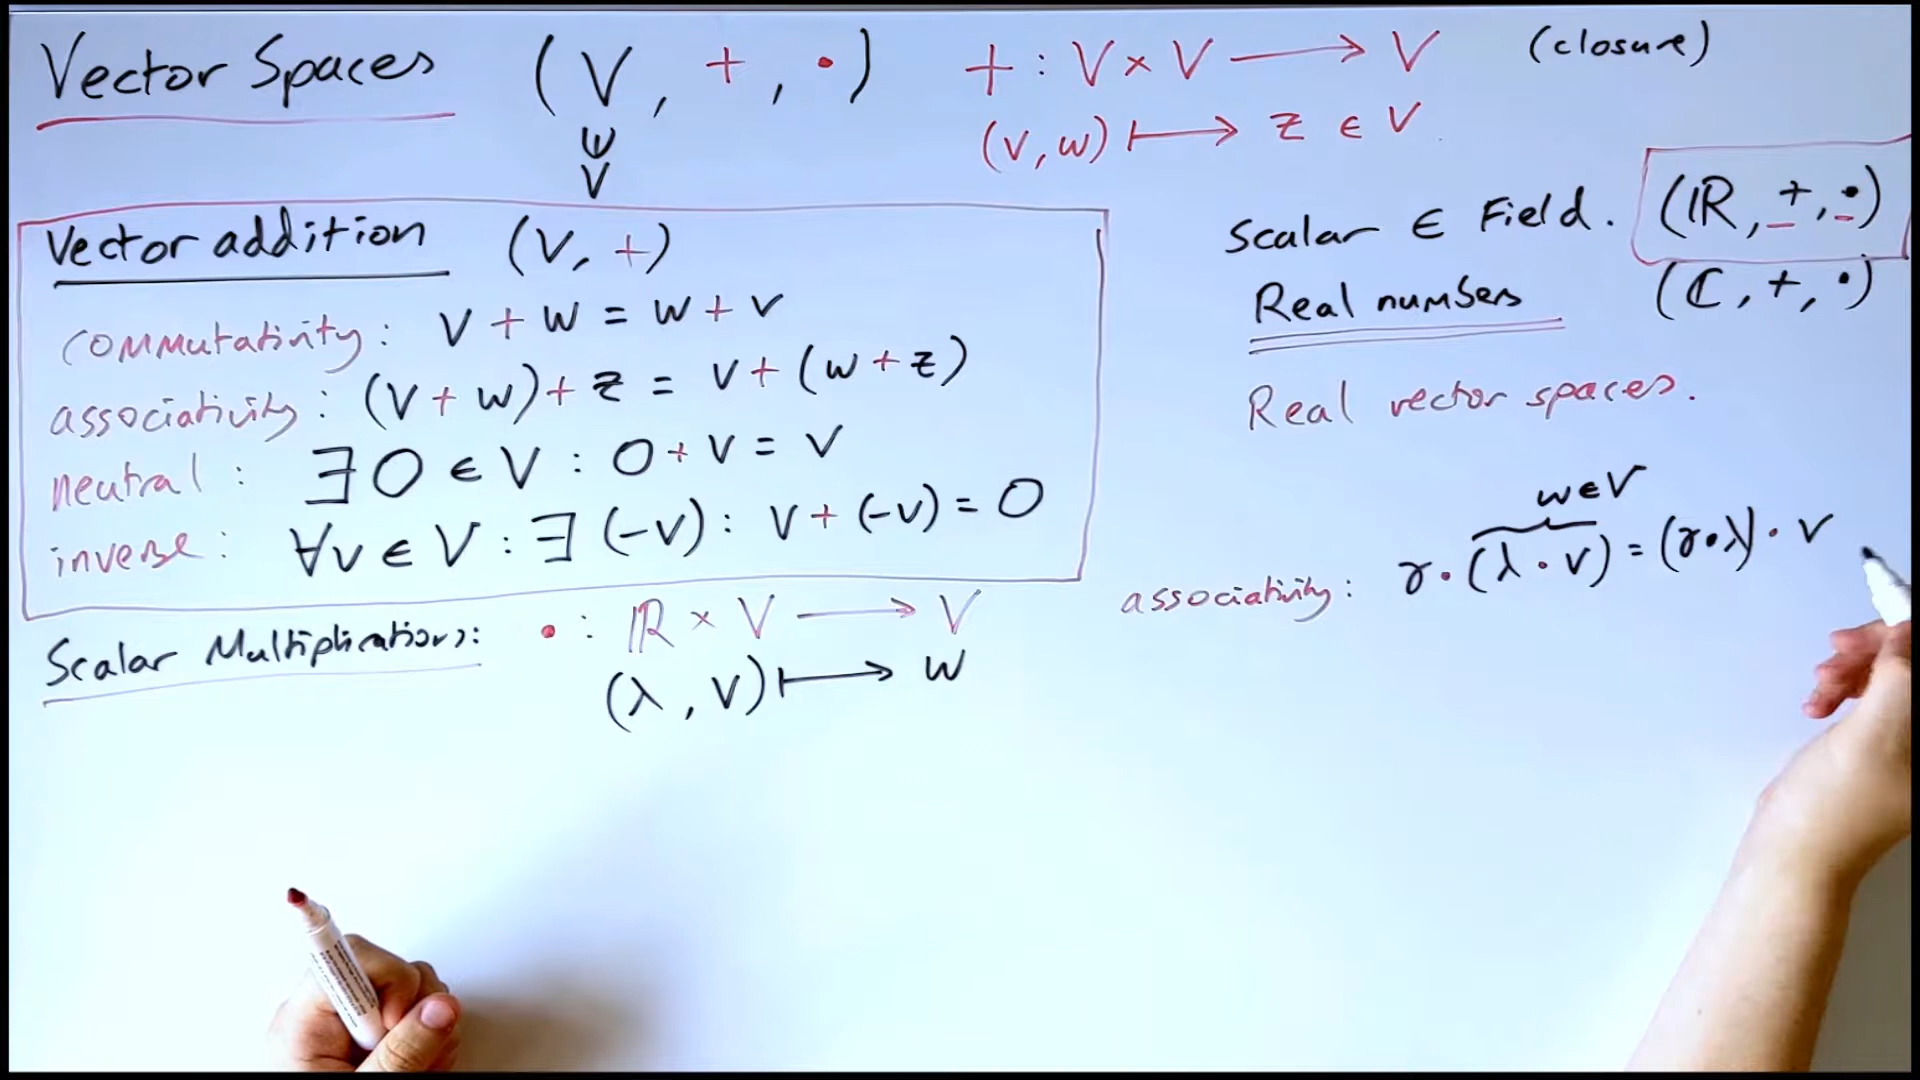 Vector Spaces (V, +, •) + : V × V ⟶ V (closure)
(v, w) ⟼ z ∈ V
∈
v
Vector addition (V, +)
commutativity: v + w = w + v
associativity: (v + w) + z = v + (w + z)
neutral: ∃ 0 ∈ V : 0 + v = v
inverse: ∀v ∈ V : ∃ (-v) : v + (-v) = 0
Scalar Multiplication: • : ℝ × V ⟶ V
(λ, v) ⟼ w
Scalar ∈ Field. (ℝ, +, •)
Real numbers (ℂ, +, •)
Real vector spaces.
w ∈ V
associativity: γ • (λ • v) = (γ • λ) • v